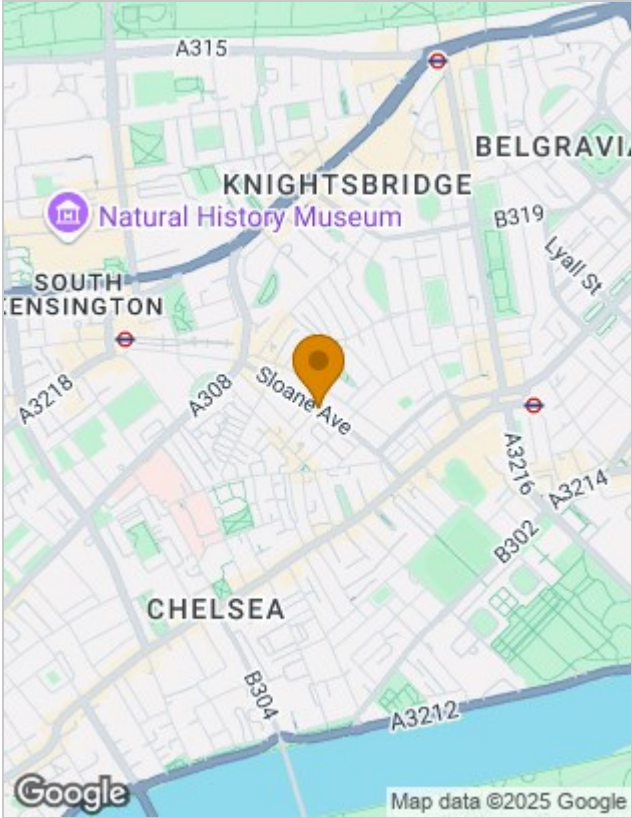 A315
BELGRAVIA
KNIGHTSBRIDGE
Natural History Museum
B319
Lyall St
SOUTH
KENSINGTON
A3218
A308
Sloane Ave
A3216
A3214
B302
CHELSEA
B304
A3212
Google
Map data ©2025 Google